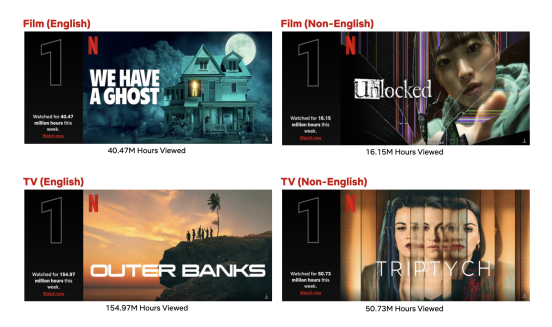 Film (English)
Film (Non-English)
1
N
WE HAVE
A GHOST
Watched for 40.47
million hours this
week.
Watch now
40.47M Hours Viewed
1
N
Unlocked
Watched for 16.15
million hours this
week.
Watch now
16.15M Hours Viewed
TV (English)
TV (Non-English)
1
N
OUTER BANKS
Watched for 154.97
million hours this
week.
Watch now
154.97M Hours Viewed
1
N
TRIPTYCH
Watched for 50.73
million hours this
week.
Watch now
50.73M Hours Viewed